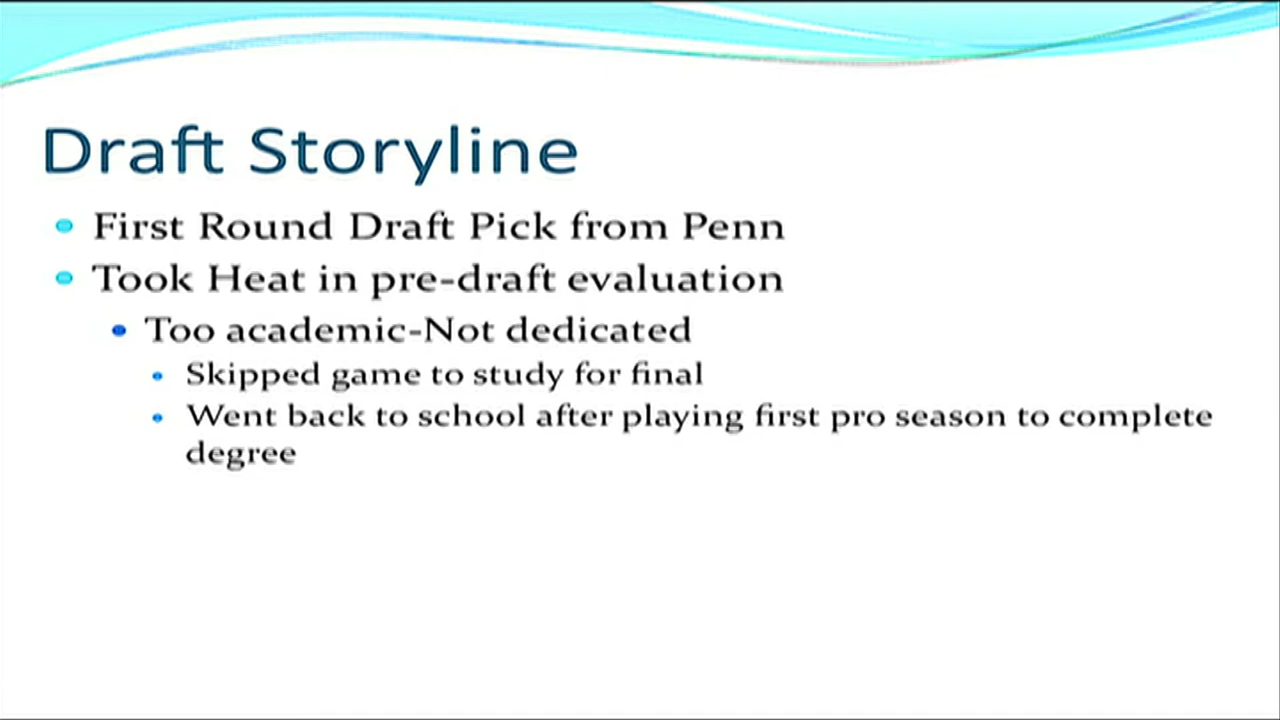 Draft Storyline
First Round Draft Pick from Penn
Took Heat in pre-draft evaluation
Too academic-Not dedicated
Skipped game to study for final
Went back to school after playing first pro season to complete
degree